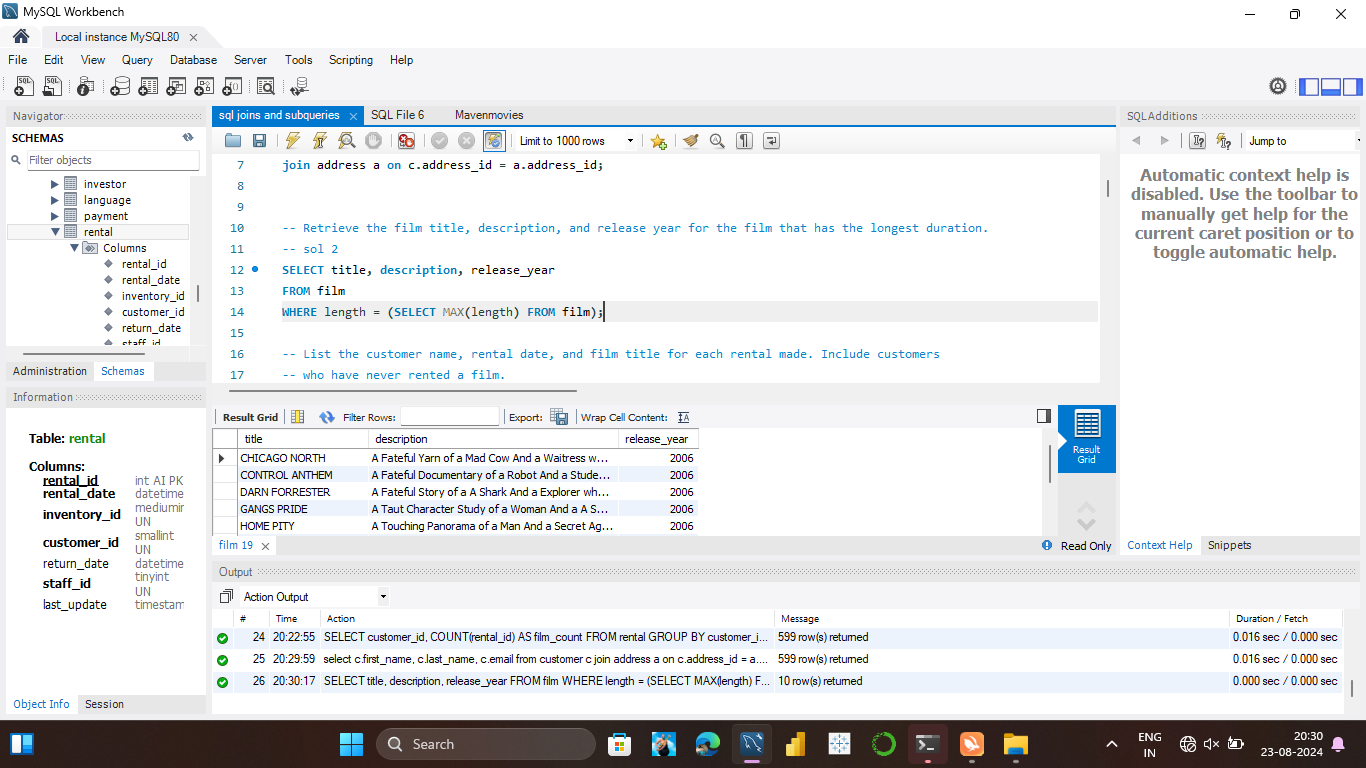 MySQL Workbench
Local instance MySQL80
File Edit View Query Database Server Tools Scripting Help
Navigator
SCHEMAS
Filter objects
investor
language
payment
rental
Columns
rental_id
rental_date
inventory_id
customer_id
return_date
staff_id
Administration Schemas
Information
Table: rental
Columns:
rental_id int AI PK
rental_date datetime
inventory_id mediumin
UN
customer_id smallint
UN
return_date datetime
staff_id tinyint
UN
last_update timestam
Object Info Session
sql joins and subqueries SQL File 6 Mavenmovies
Limit to 1000 rows
7 join address a on c.address_id = a.address_id;
8
9
10 -- Retrieve the film title, description, and release year for the film that has the longest duration.
11 -- sol 2
12 SELECT title, description, release_year
13 FROM film
14 WHERE length = (SELECT MAX(length) FROM film);
15
16 -- List the customer name, rental date, and film title for each rental made. Include customers
17 -- who have never rented a film.
Result Grid Filter Rows: Export: Wrap Cell Content:
title description release_year
CHICAGO NORTH A Fateful Yarn of a Mad Cow And a Waitress w... 2006
CONTROL ANTHEM A Fateful Documentary of a Robot And a Stude... 2006
DARN FORRESTER A Fateful Story of a A Shark And a Explorer wh... 2006
GANGS PRIDE A Taut Character Study of a Woman And a A S... 2006
HOME PITY A Touching Panorama of a Man And a Secret Ag... 2006
Result
Grid
film 19
Read Only
Output
Action Output
# Time Action Message Duration / Fetch
24 20:22:55 SELECT customer_id, COUNT(rental_id) AS film_count FROM rental GROUP BY customer_i... 599 row(s) returned 0.016 sec / 0.000 sec
25 20:29:59 select c.first_name, c.last_name, c.email from customer c join address a on c.address_id = a.... 599 row(s) returned 0.016 sec / 0.000 sec
26 20:30:17 SELECT title, description, release_year FROM film WHERE length = (SELECT MAX(length) F... 10 row(s) returned 0.000 sec / 0.000 sec
SQLAdditions
Jump to
Automatic context help is
disabled. Use the toolbar to
manually get help for the
current caret position or to
toggle automatic help.
Context Help Snippets
Search
ENG
IN
20:30
23-08-2024